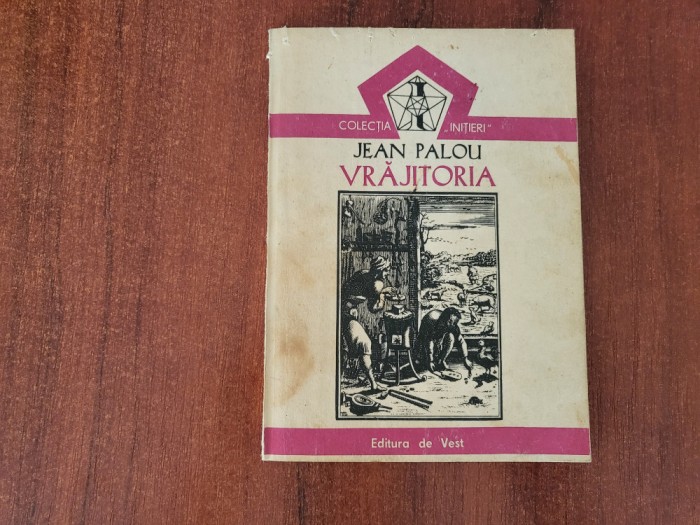 COLECȚIA „INIȚIERI”
JEAN PALOU
VRĂJITORIA
Editura de Vest